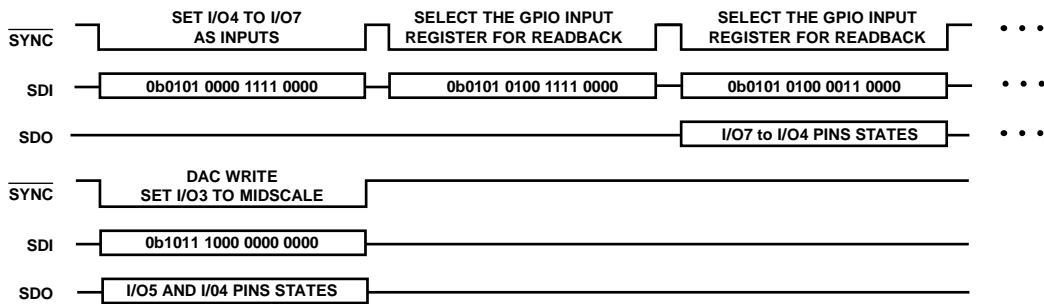 SET I/O4 TO I/O7 SELECT THE GPIO INPUT SELECT THE GPIO INPUT
SYNC AS INPUTS REGISTER FOR READBACK REGISTER FOR READBACK
SDI 0b0101 0000 1111 0000 0b0101 0100 1111 0000 0b0101 0100 0011 0000
SDO I/O7 to I/O4 PINS STATES
DAC WRITE
SYNC SET I/O3 TO MIDSCALE
SDI 0b1011 1000 0000 0000
SDO I/O5 AND I/04 PINS STATES